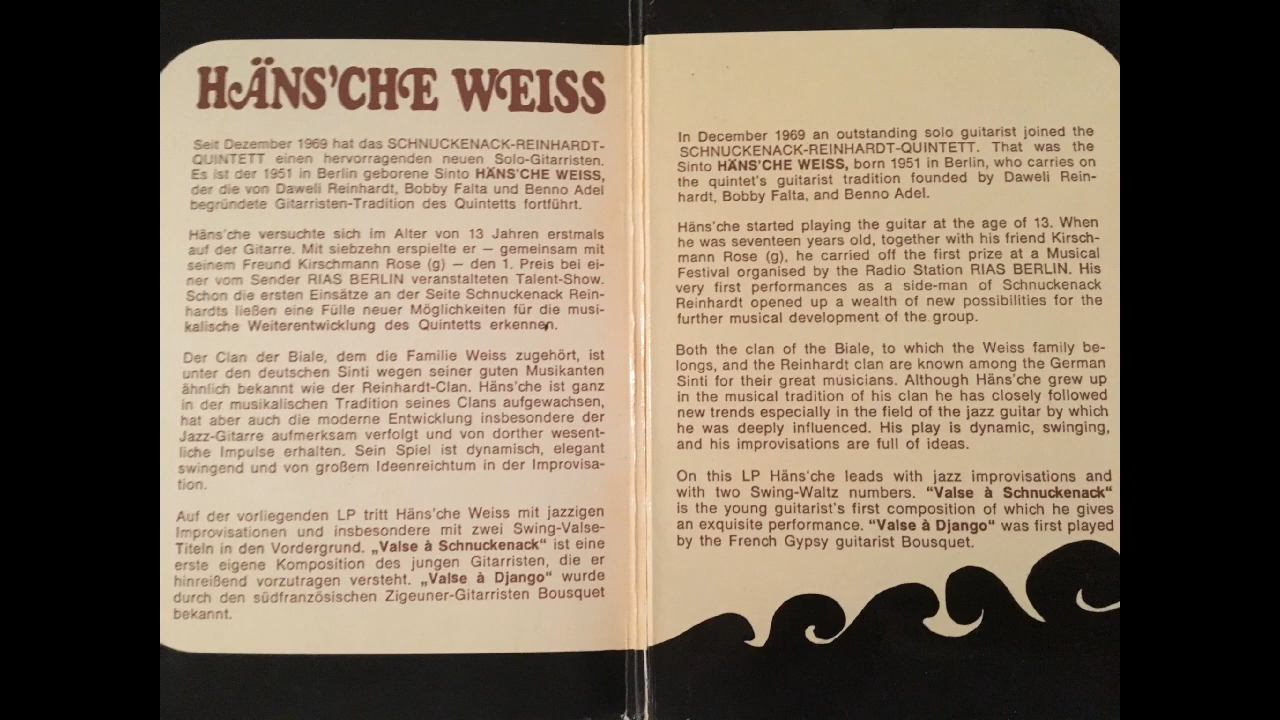 HÄNS'CHE WEISS
Seit Dezember 1969 hat das SCHNUCKENACK-REINHARDT-
QUINTETT einen hervorragenden neuen Solo-Gitarristen.
Es ist der 1951 in Berlin geborene Sinto HÄNS'CHE WEISS,
der die von Daweli Reinhardt, Bobby Falta und Benno Adel
begründete Gitarristen-Tradition des Quintetts fortführt.
Häns'che versuchte sich im Alter von 13 Jahren erstmals
auf der Gitarre. Mit siebzehn erspielte er – gemeinsam mit
seinem Freund Kirschmann Rose (g) – den 1. Preis bei ei-
ner vom Sender RIAS BERLIN veranstalteten Talent-Show.
Schon die ersten Einsätze an der Seite Schnuckenack Rein-
hardts ließen eine Fülle neuer Möglichkeiten für die musi-
kalische Weiterentwicklung des Quintetts erkennen.
Der Clan der Biale, dem die Familie Weiss zugehört, ist
unter den deutschen Sinti wegen seiner guten Musikanten
ähnlich bekannt wie der Reinhardt-Clan. Häns'che ist ganz
in der musikalischen Tradition seines Clans aufgewachsen,
hat aber auch die moderne Entwicklung insbesondere der
Jazz-Gitarre aufmerksam verfolgt und von dorther wesent-
liche Impulse erhalten. Sein Spiel ist dynamisch, elegant
swingend und von großem Ideenreichtum in der Improvisa-
tion.
Auf der vorliegenden LP tritt Häns'che Weiss mit jazzigen
Improvisationen und insbesondere mit zwei Swing-Valse-
Titeln in den Vordergrund. „Valse à Schnuckenack“ ist eine
erste eigene Komposition des jungen Gitarristen, die er
hinreißend vorzutragen versteht. „Valse à Django“ wurde
durch den südfranzösischen Zigeuner-Gitarristen Bousquet
bekannt.
In December 1969 an outstanding solo guitarist joined the
SCHNUCKENACK-REINHARDT-QUINTETT. That was the
Sinto HÄNS'CHE WEISS, born 1951 in Berlin, who carries on
the quintet's guitarist tradition founded by Daweli Rein-
hardt, Bobby Falta, and Benno Adel.
Häns'che started playing the guitar at the age of 13. When
he was seventeen years old, together with his friend Kirsch-
mann Rose (g), he carried off the first prize at a Musical
Festival organised by the Radio Station RIAS BERLIN. His
very first performances as a side-man of Schnuckenack
Reinhardt opened up a wealth of new possibilities for the
further musical development of the group.
Both the clan of the Biale, to which the Weiss family be-
longs, and the Reinhardt clan are known among the German
Sinti for their great musicians. Although Häns'che grew up
in the musical tradition of his clan he has closely followed
new trends especially in the field of the jazz guitar by which
he was deeply influenced. His play is dynamic, swinging,
and his improvisations are full of ideas.
On this LP Häns'che leads with jazz improvisations and
with two Swing-Waltz numbers. “Valse à Schnuckenack“
is the young guitarist's first composition of which he gives
an exquisite performance. “Valse à Django“ was first played
by the French Gypsy guitarist Bousquet.